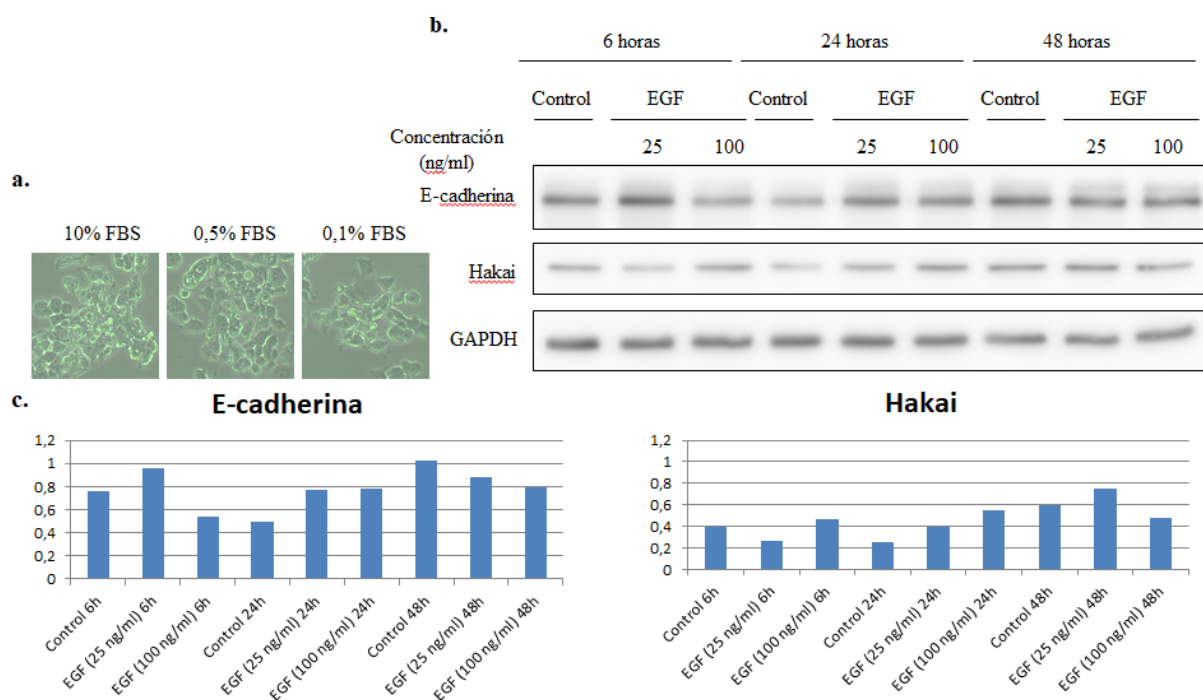 a.
10% FBS 0,5% FBS 0,1% FBS
b.
6 horas 24 horas 48 horas
Control EGF Control EGF Control EGF
Concentración
(ng/ml)
25 100 25 100 25 100
E-cadherina
Hakai
GAPDH
c.
E-cadherina
1,2
1
0,8
0,6
0,4
0,2
0
Control 6h
EGF (25 ng/ml) 6h
EGF (100 ng/ml) 6h
Control 24h
EGF (25 ng/ml) 24h
EGF (100 ng/ml) 24h
Control 48h
EGF (25 ng/ml) 48h
EGF (100 ng/ml) 48h
Hakai
1,2
1
0,8
0,6
0,4
0,2
0
Control 6h
EGF (25 ng/ml) 6h
EGF (100 ng/ml) 6h
Control 24h
EGF (25 ng/ml) 24h
EGF (100 ng/ml) 24h
Control 48h
EGF (25 ng/ml) 48h
EGF (100 ng/ml) 48h